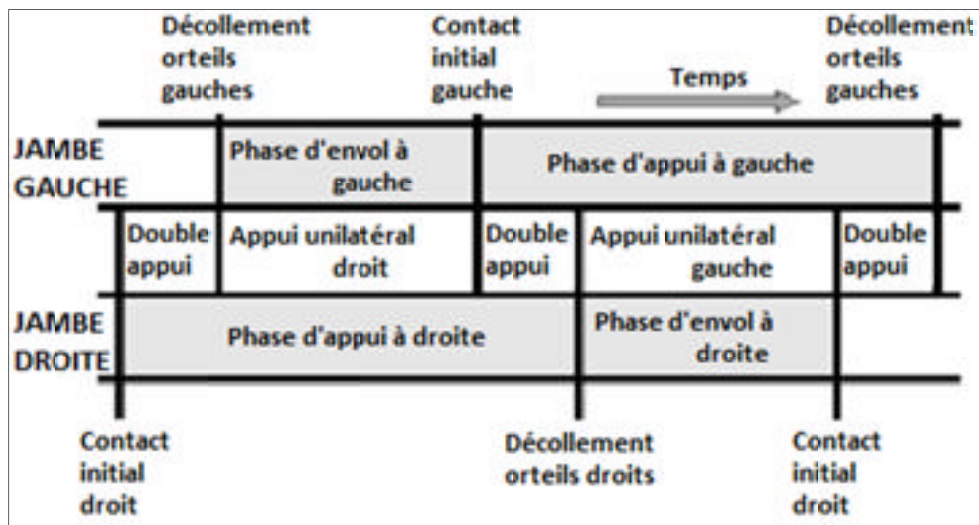 Décollement
orteils
gauches
Contact
initial
gauche
Temps
Décollement
orteils
gauches
JAMBE
GAUCHE
Phase d'envol à
gauche
Phase d'appui à gauche
Double
appui
Appui unilatéral
droit
Double
appui
Appui unilatéral
gauche
Double
appui
JAMBE
DROITE
Phase d'appui à droite
Phase d'envol à
droite
Contact
initial
droit
Décollement
orteils droits
Contact
initial
droit